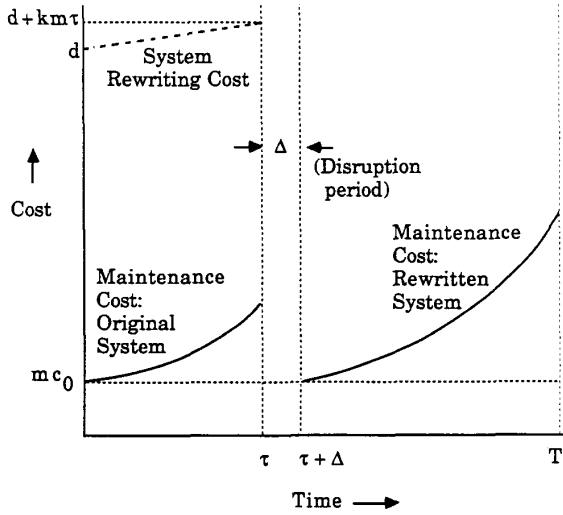 d+kmτ
d
System
Rewriting Cost
Δ
(Disruption
period)
Cost
Maintenance
Cost:
Original
System
Maintenance
Cost:
Rewritten
System
mc₀
τ
τ+Δ
T
Time